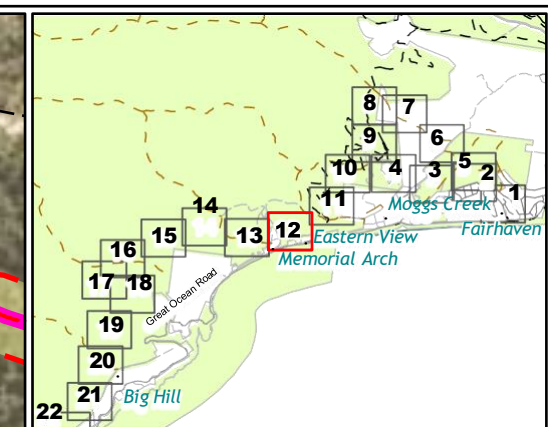 8 7
9 6
10 4 3 5 2
11 1
Moggs Creek
Fairhaven
14
15 13 12 Eastern View
Memorial Arch
16
17 18
Great Ocean Road
19
20
21 Big Hill
22